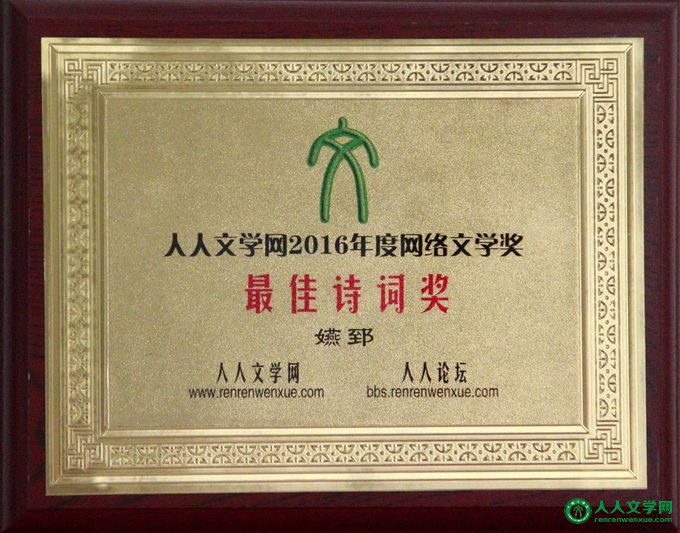 人人文学网2016年度网络文学奖
最佳诗词奖
嬿郅
人人文学网 人人论坛
www.renrenwenxue.com bbs.renrenwenxue.com
人人文学网
renrenwenxue.com